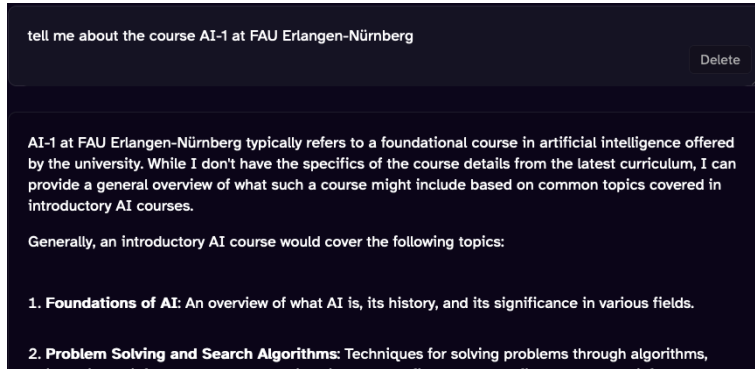 tell me about the course AI-1 at FAU Erlangen-Nürnberg
Delete
AI-1 at FAU Erlangen-Nürnberg typically refers to a foundational course in artificial intelligence offered
by the university. While I don't have the specifics of the course details from the latest curriculum, I can
provide a general overview of what such a course might include based on common topics covered in
introductory AI courses.
Generally, an introductory AI course would cover the following topics:
1. Foundations of AI: An overview of what AI is, its history, and its significance in various fields.
2. Problem Solving and Search Algorithms: Techniques for solving problems through algorithms,